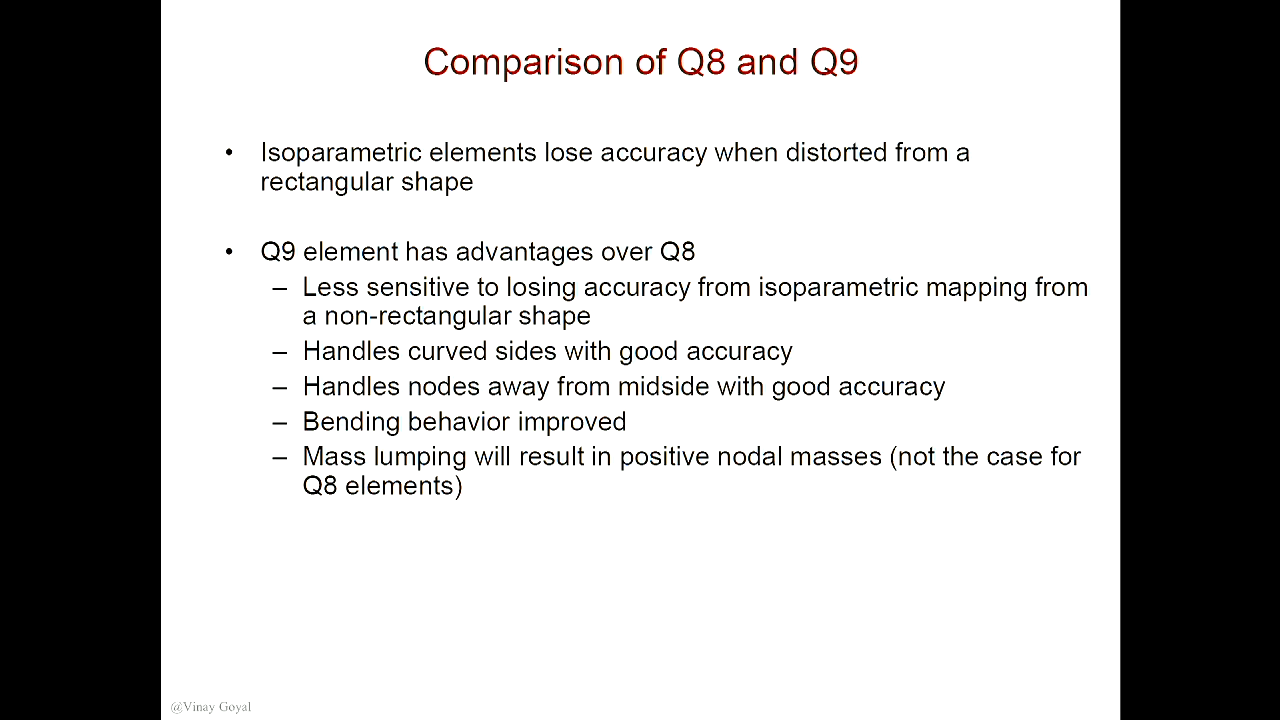 Comparison of Q8 and Q9
• Isoparametric elements lose accuracy when distorted from a
rectangular shape
• Q9 element has advantages over Q8
– Less sensitive to losing accuracy from isoparametric mapping from
a non-rectangular shape
– Handles curved sides with good accuracy
– Handles nodes away from midside with good accuracy
– Bending behavior improved
– Mass lumping will result in positive nodal masses (not the case for
Q8 elements)
@Vinay Goyal